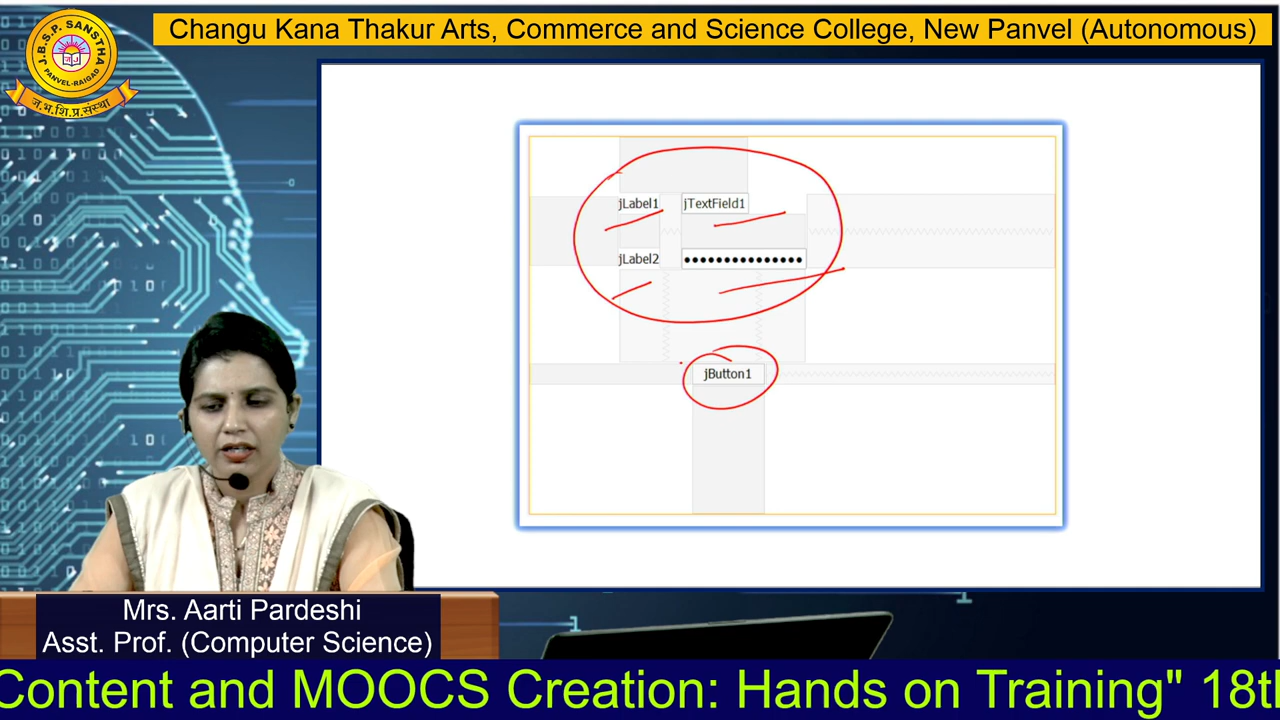 Changu Kana Thakur Arts, Commerce and Science College, New Panvel (Autonomous)
J.B.S.P. SANSTHA
PANVEL-RAIGAD
ज.भ.शि.प्र.संस्था
jLabel1 jTextField1
jLabel2 ●●●●●●●●●●●●●●●
jButton1
Mrs. Aarti Pardeshi
Asst. Prof. (Computer Science)
Content and MOOCS Creation: Hands on Training" 18th